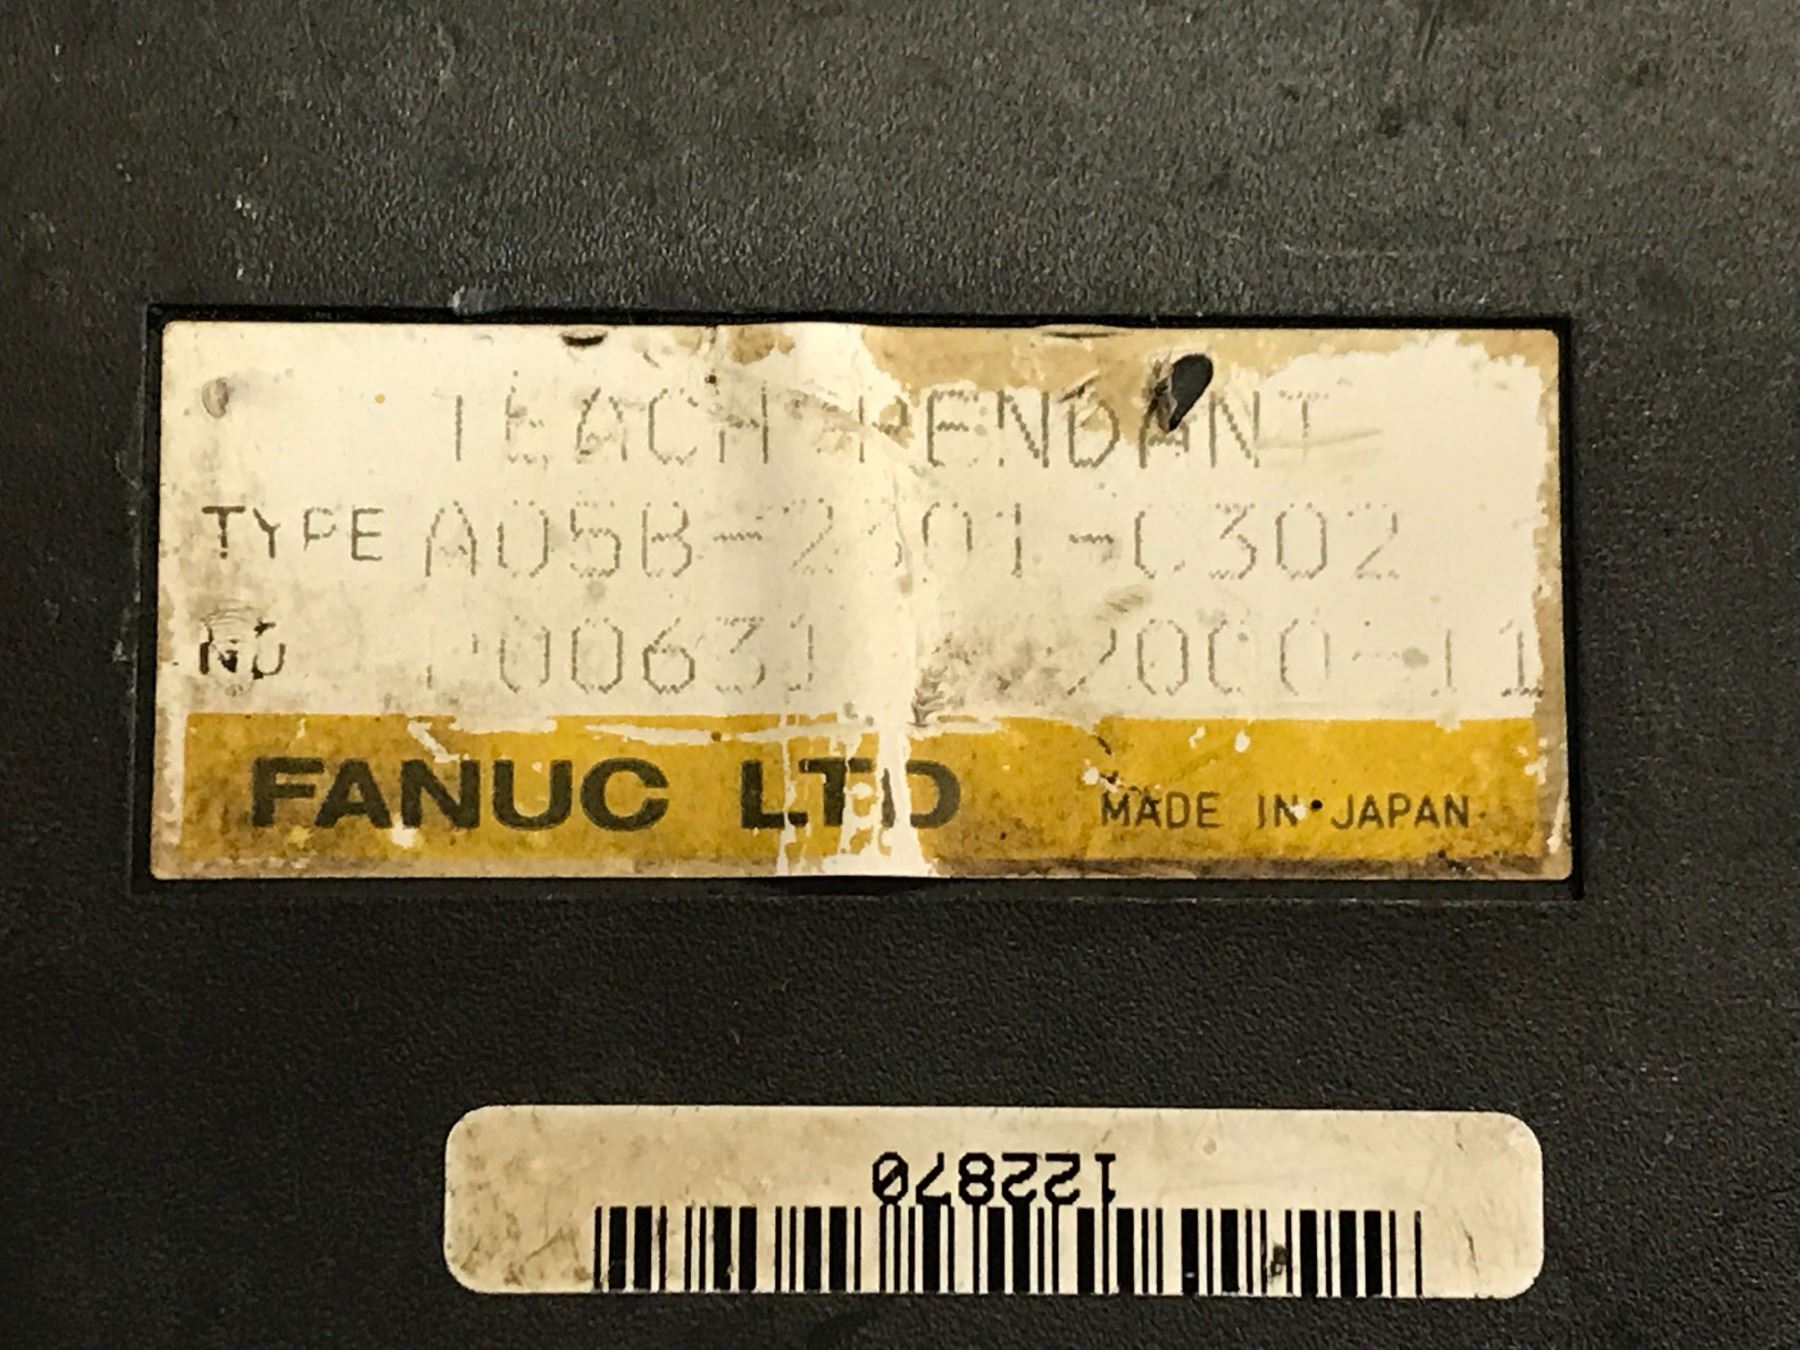 TEACH PENDANT
TYPE A05B-2301-C302
NO P00631 2000-11
FANUC LTD MADE IN JAPAN
122870